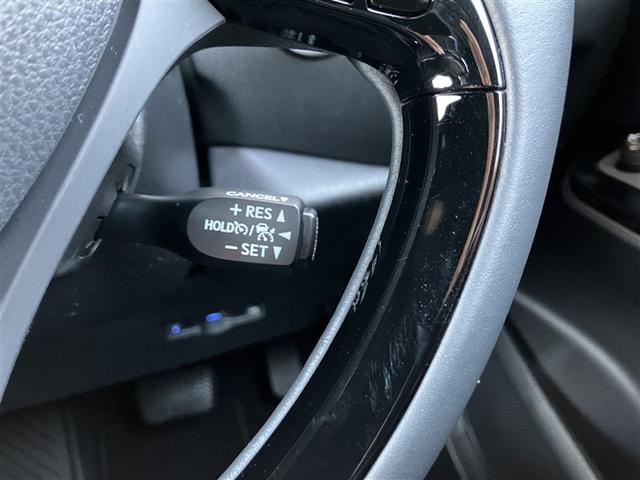 CANCEL▽
+ RES ▲
HOLD / ◀
− SET ▼